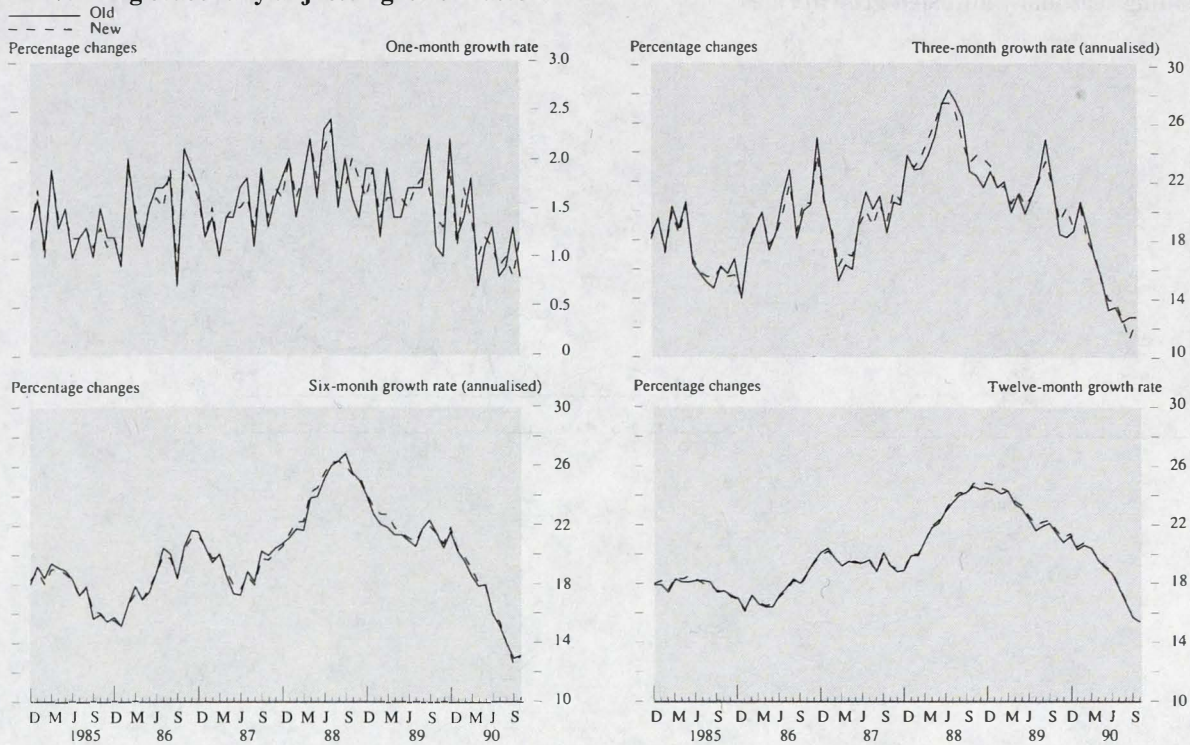 Old
New
Percentage changes
One-month growth rate
3.0
2.5
2.0
1.5
1.0
0.5
0
Percentage changes
Three-month growth rate (annualised)
30
26
22
18
14
10
Percentage changes
Six-month growth rate (annualised)
30
26
22
18
14
10
D M J S D M J S D M J S D M J S D M J S D M J S
1985 86 87 88 89 90
Percentage changes
Twelve-month growth rate
30
26
22
18
14
10
D M J S D M J S D M J S D M J S D M J S D M J S
1985 86 87 88 89 90